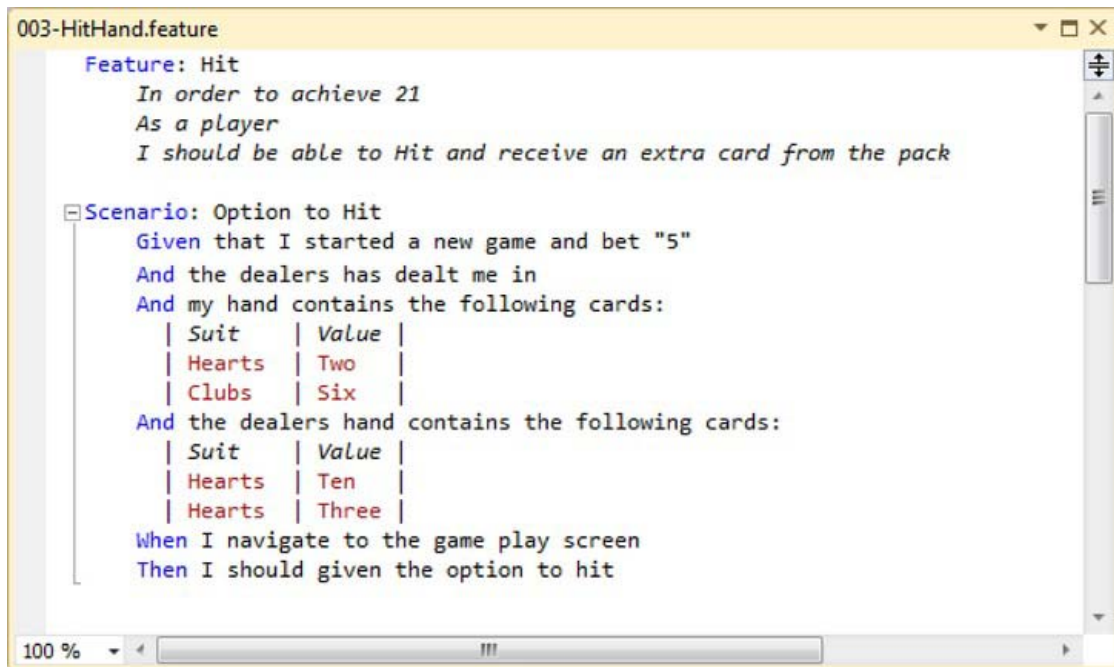 003-HitHand.feature
Feature: Hit
In order to achieve 21
As a player
I should be able to Hit and receive an extra card from the pack
Scenario: Option to Hit
Given that I started a new game and bet "5"
And the dealers has dealt me in
And my hand contains the following cards:
| Suit | Value |
| Hearts | Two |
| Clubs | Six |
And the dealers hand contains the following cards:
| Suit | Value |
| Hearts | Ten |
| Hearts | Three |
When I navigate to the game play screen
Then I should given the option to hit
100 %